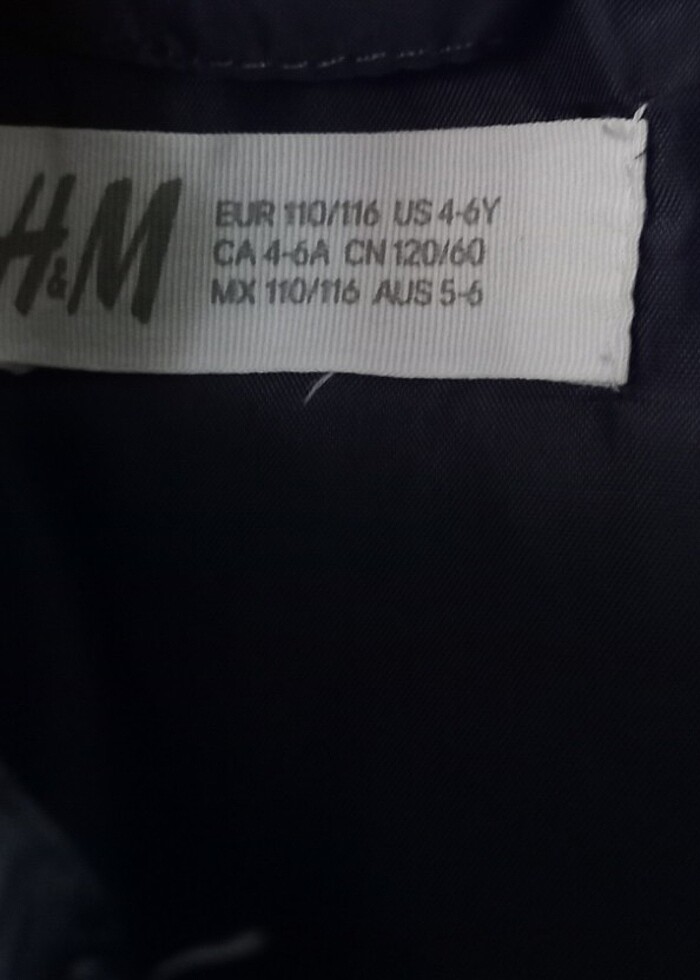 H&M
EUR 110/116 US 4-6Y
CA 4-6A CN 120/60
MX 110/116 AUS 5-6